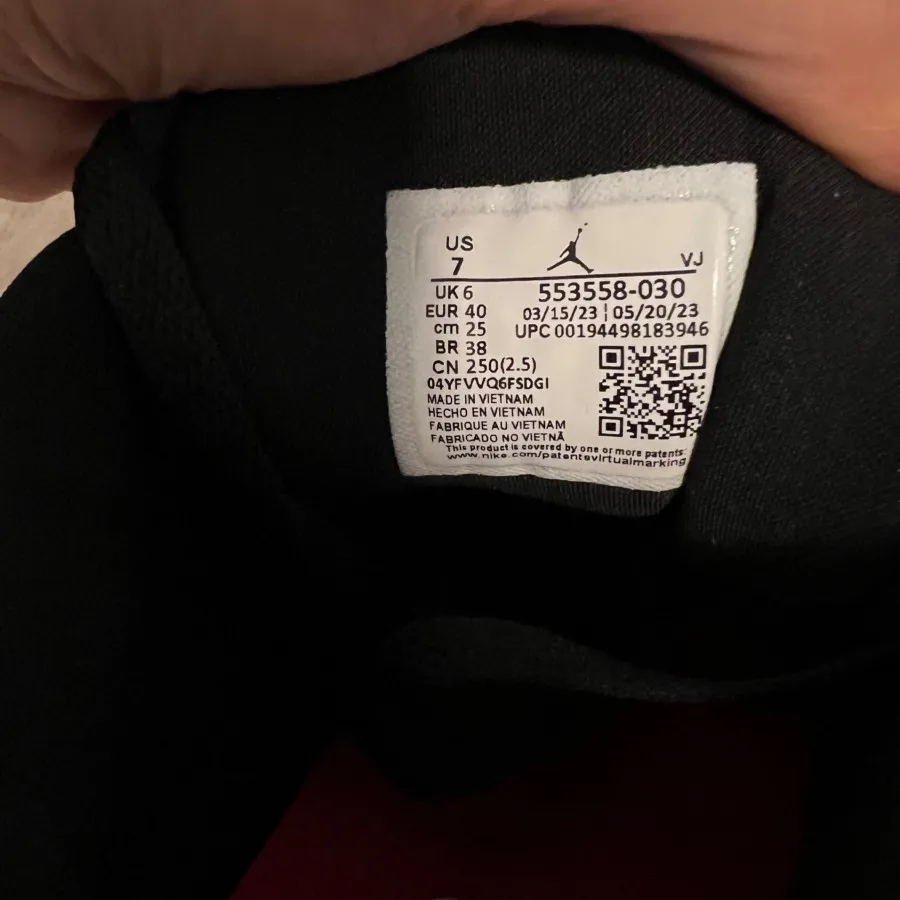 US
7
VJ
UK 6
553558-030
EUR 40
03/15/23 | 05/20/23
cm 25
UPC 00194498183946
BR 38
CN 250(2.5)
04YFVVQ6FSDGI
MADE IN VIETNAM
HECHO EN VIETNAM
FABRIQUE AU VIETNAM
FABRICADO NO VIETNÃ
This product is covered by one or more patents:
www.nike.com/patentsvirtualmarking